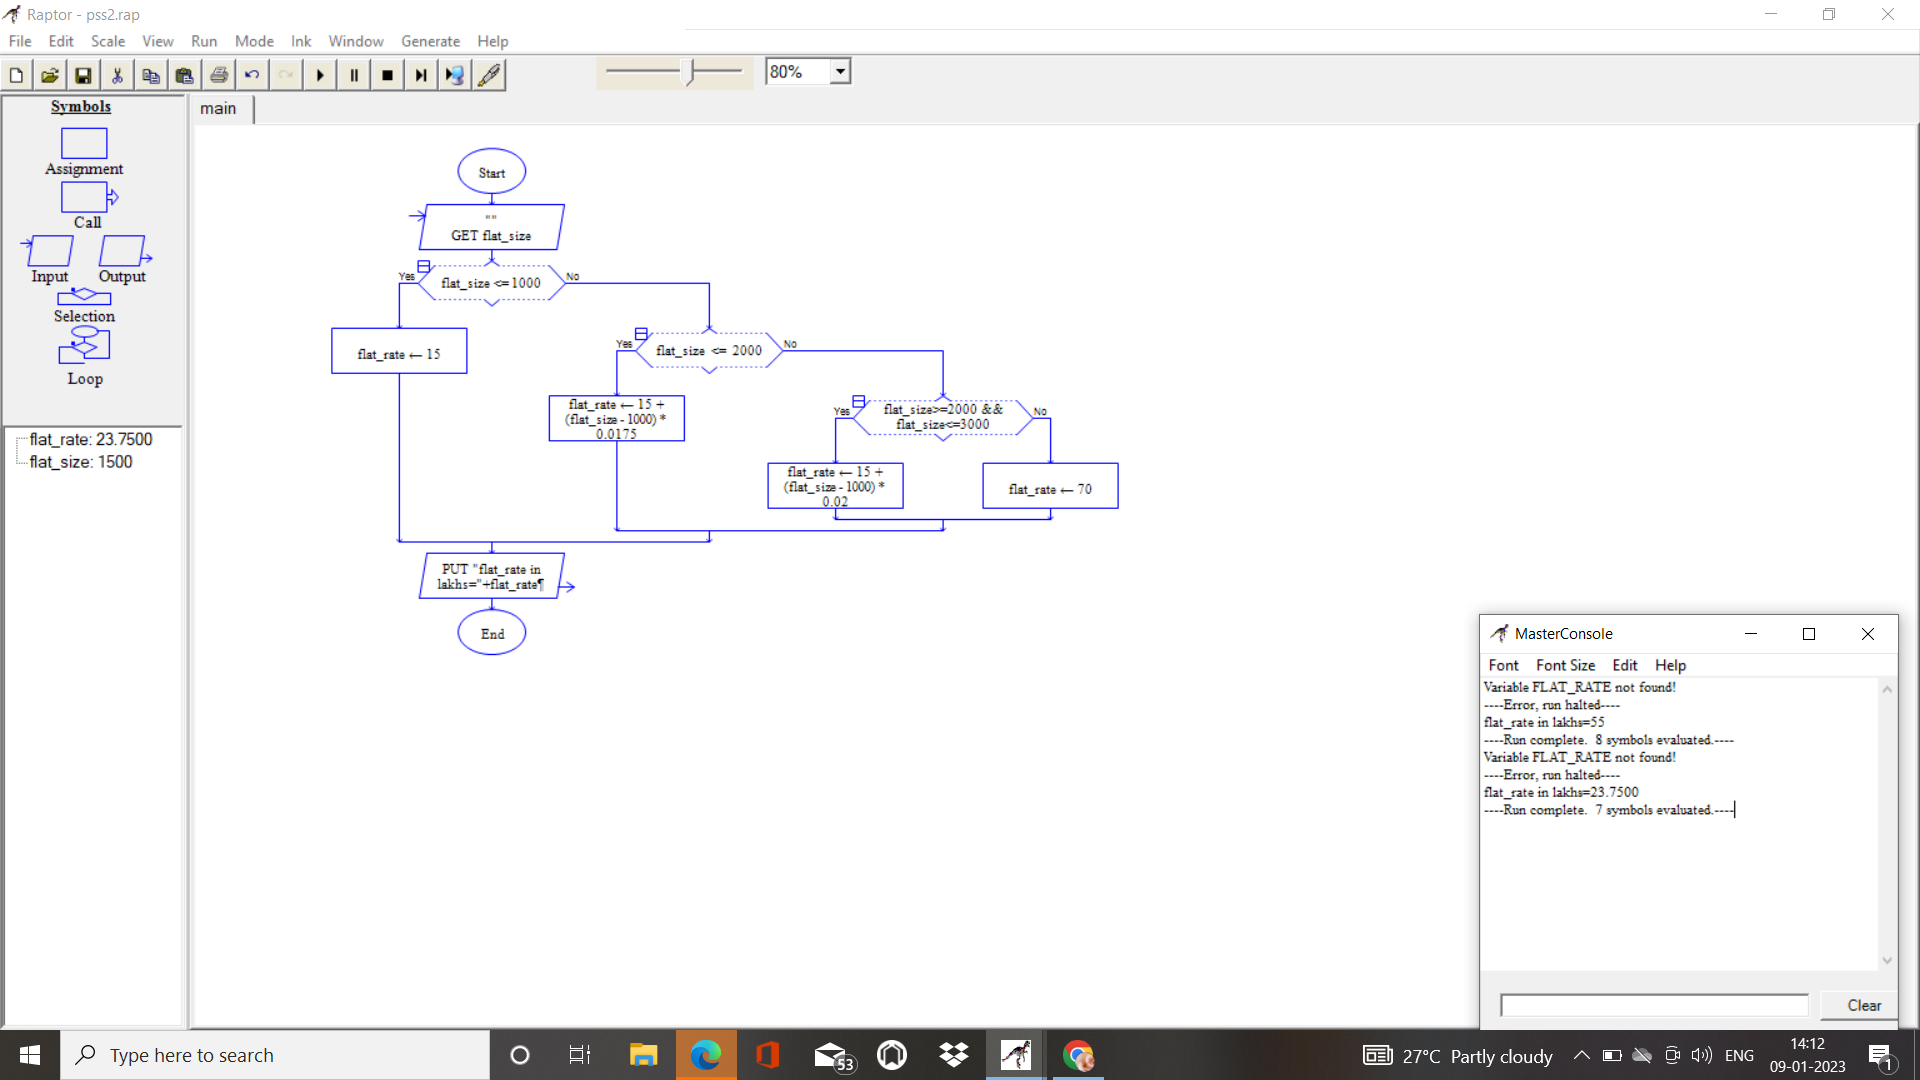 Raptor - pss2.rap
File Edit Scale View Run Mode Ink Window Generate Help
80%
Symbols
main
Assignment
Call
Input Output
Selection
Loop
flat_rate: 23.7500
flat_size: 1500
Start
""
GET flat_size
Yes flat_size <=1000 No
flat_rate ← 15
Yes flat_size <= 2000 No
flat_rate ← 15 +
(flat_size - 1000) *
0.0175
Yes flat_size>=2000 &&
flat_size<=3000 No
flat_rate ← 15 +
(flat_size - 1000) *
0.02
flat_rate ← 70
PUT "flat_rate in
lakhs="+flat_rate¶
End
MasterConsole
Font Font Size Edit Help
Variable FLAT_RATE not found!
----Error, run halted----
flat_rate in lakhs=55
----Run complete. 8 symbols evaluated.----
Variable FLAT_RATE not found!
----Error, run halted----
flat_rate in lakhs=23.7500
----Run complete. 7 symbols evaluated.----
Clear
Type here to search
53
27°C Partly cloudy
ENG
14:12
09-01-2023
1